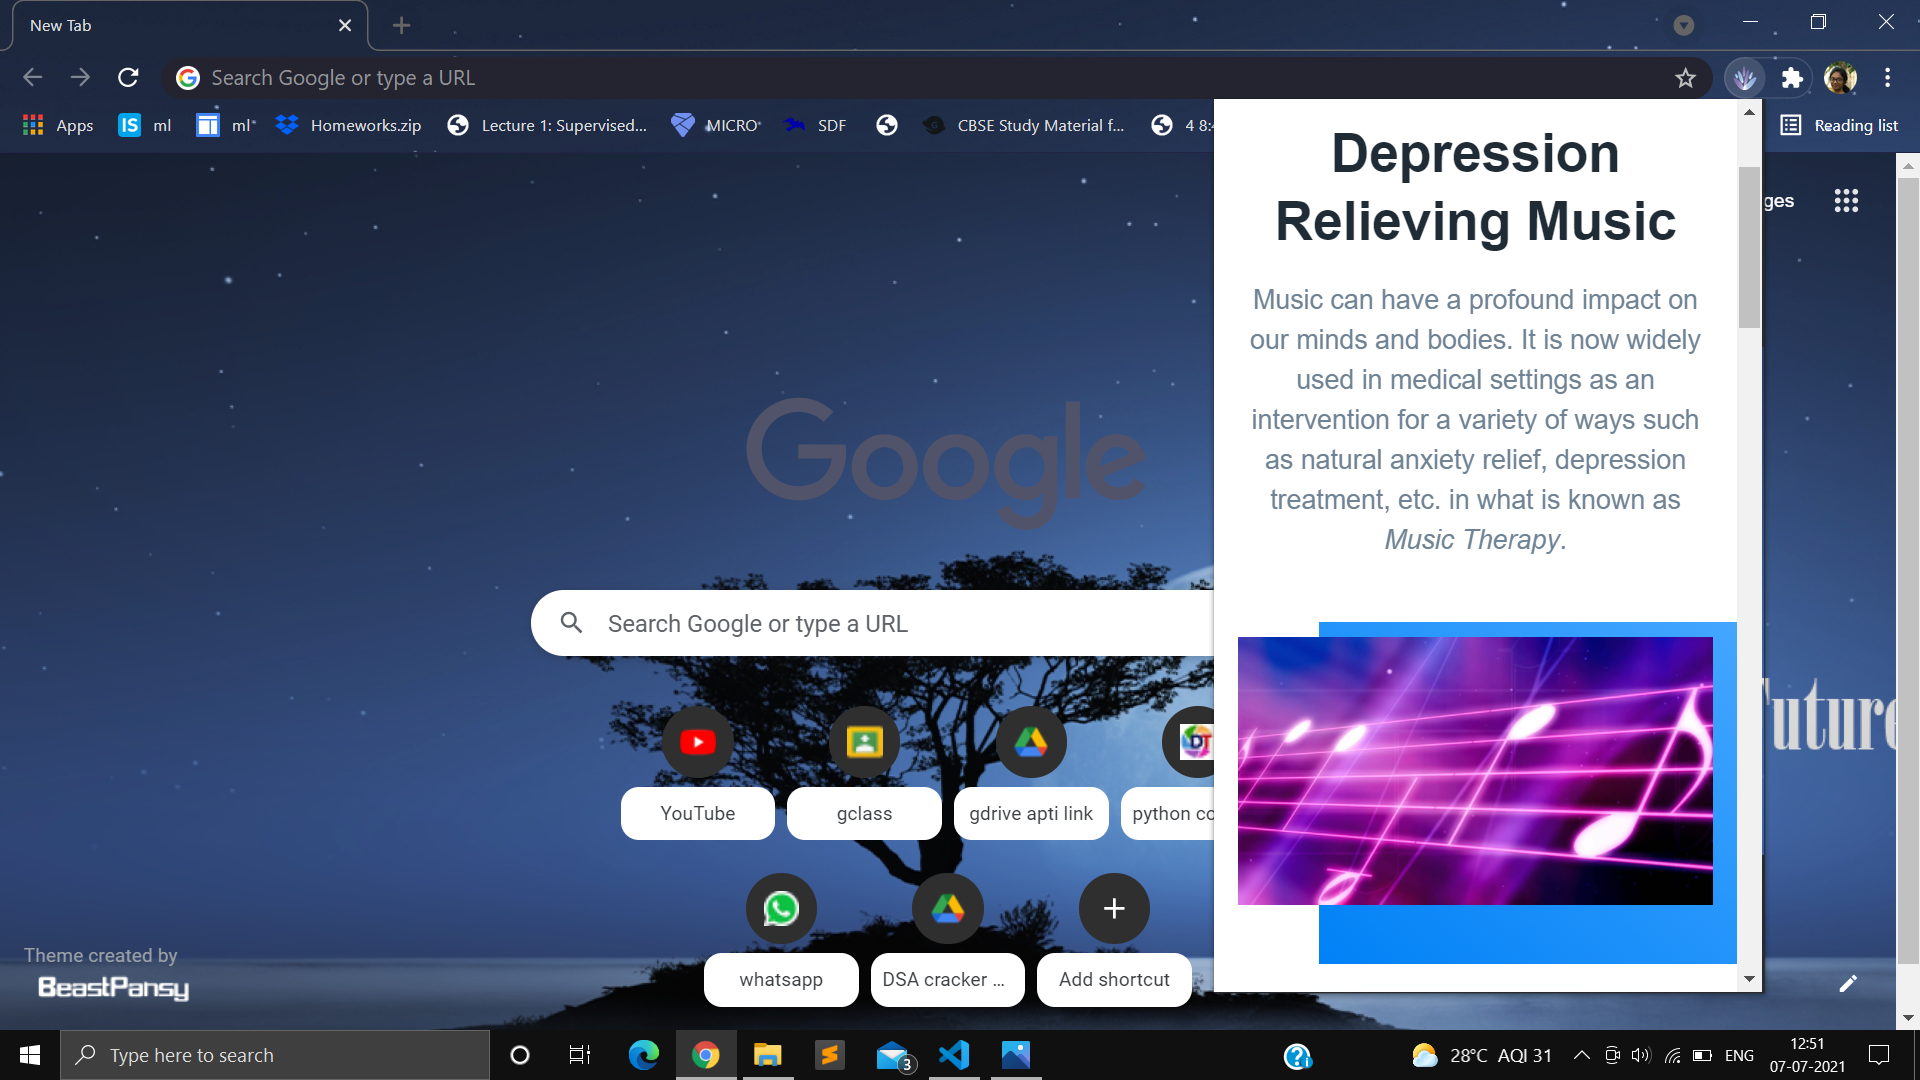 New Tab
Search Google or type a URL
Apps
IS ml
ml"
Homeworks.zip
Lecture 1: Supervised...
MICRO"
SDF
CBSE Study Material f...
4 8:4
Reading list
ges
Depression
Relieving Music
Music can have a profound impact on
our minds and bodies. It is now widely
used in medical settings as an
intervention for a variety of ways such
as natural anxiety relief, depression
treatment, etc. in what is known as
Music Therapy.
Google
Search Google or type a URL
Future
DT
YouTube
gclass
gdrive apti link
python co
whatsapp
DSA cracker ...
Add shortcut
Theme created by
BeastPansy
Type here to search
3
28°C AQI 31
ENG
12:51
07-07-2021